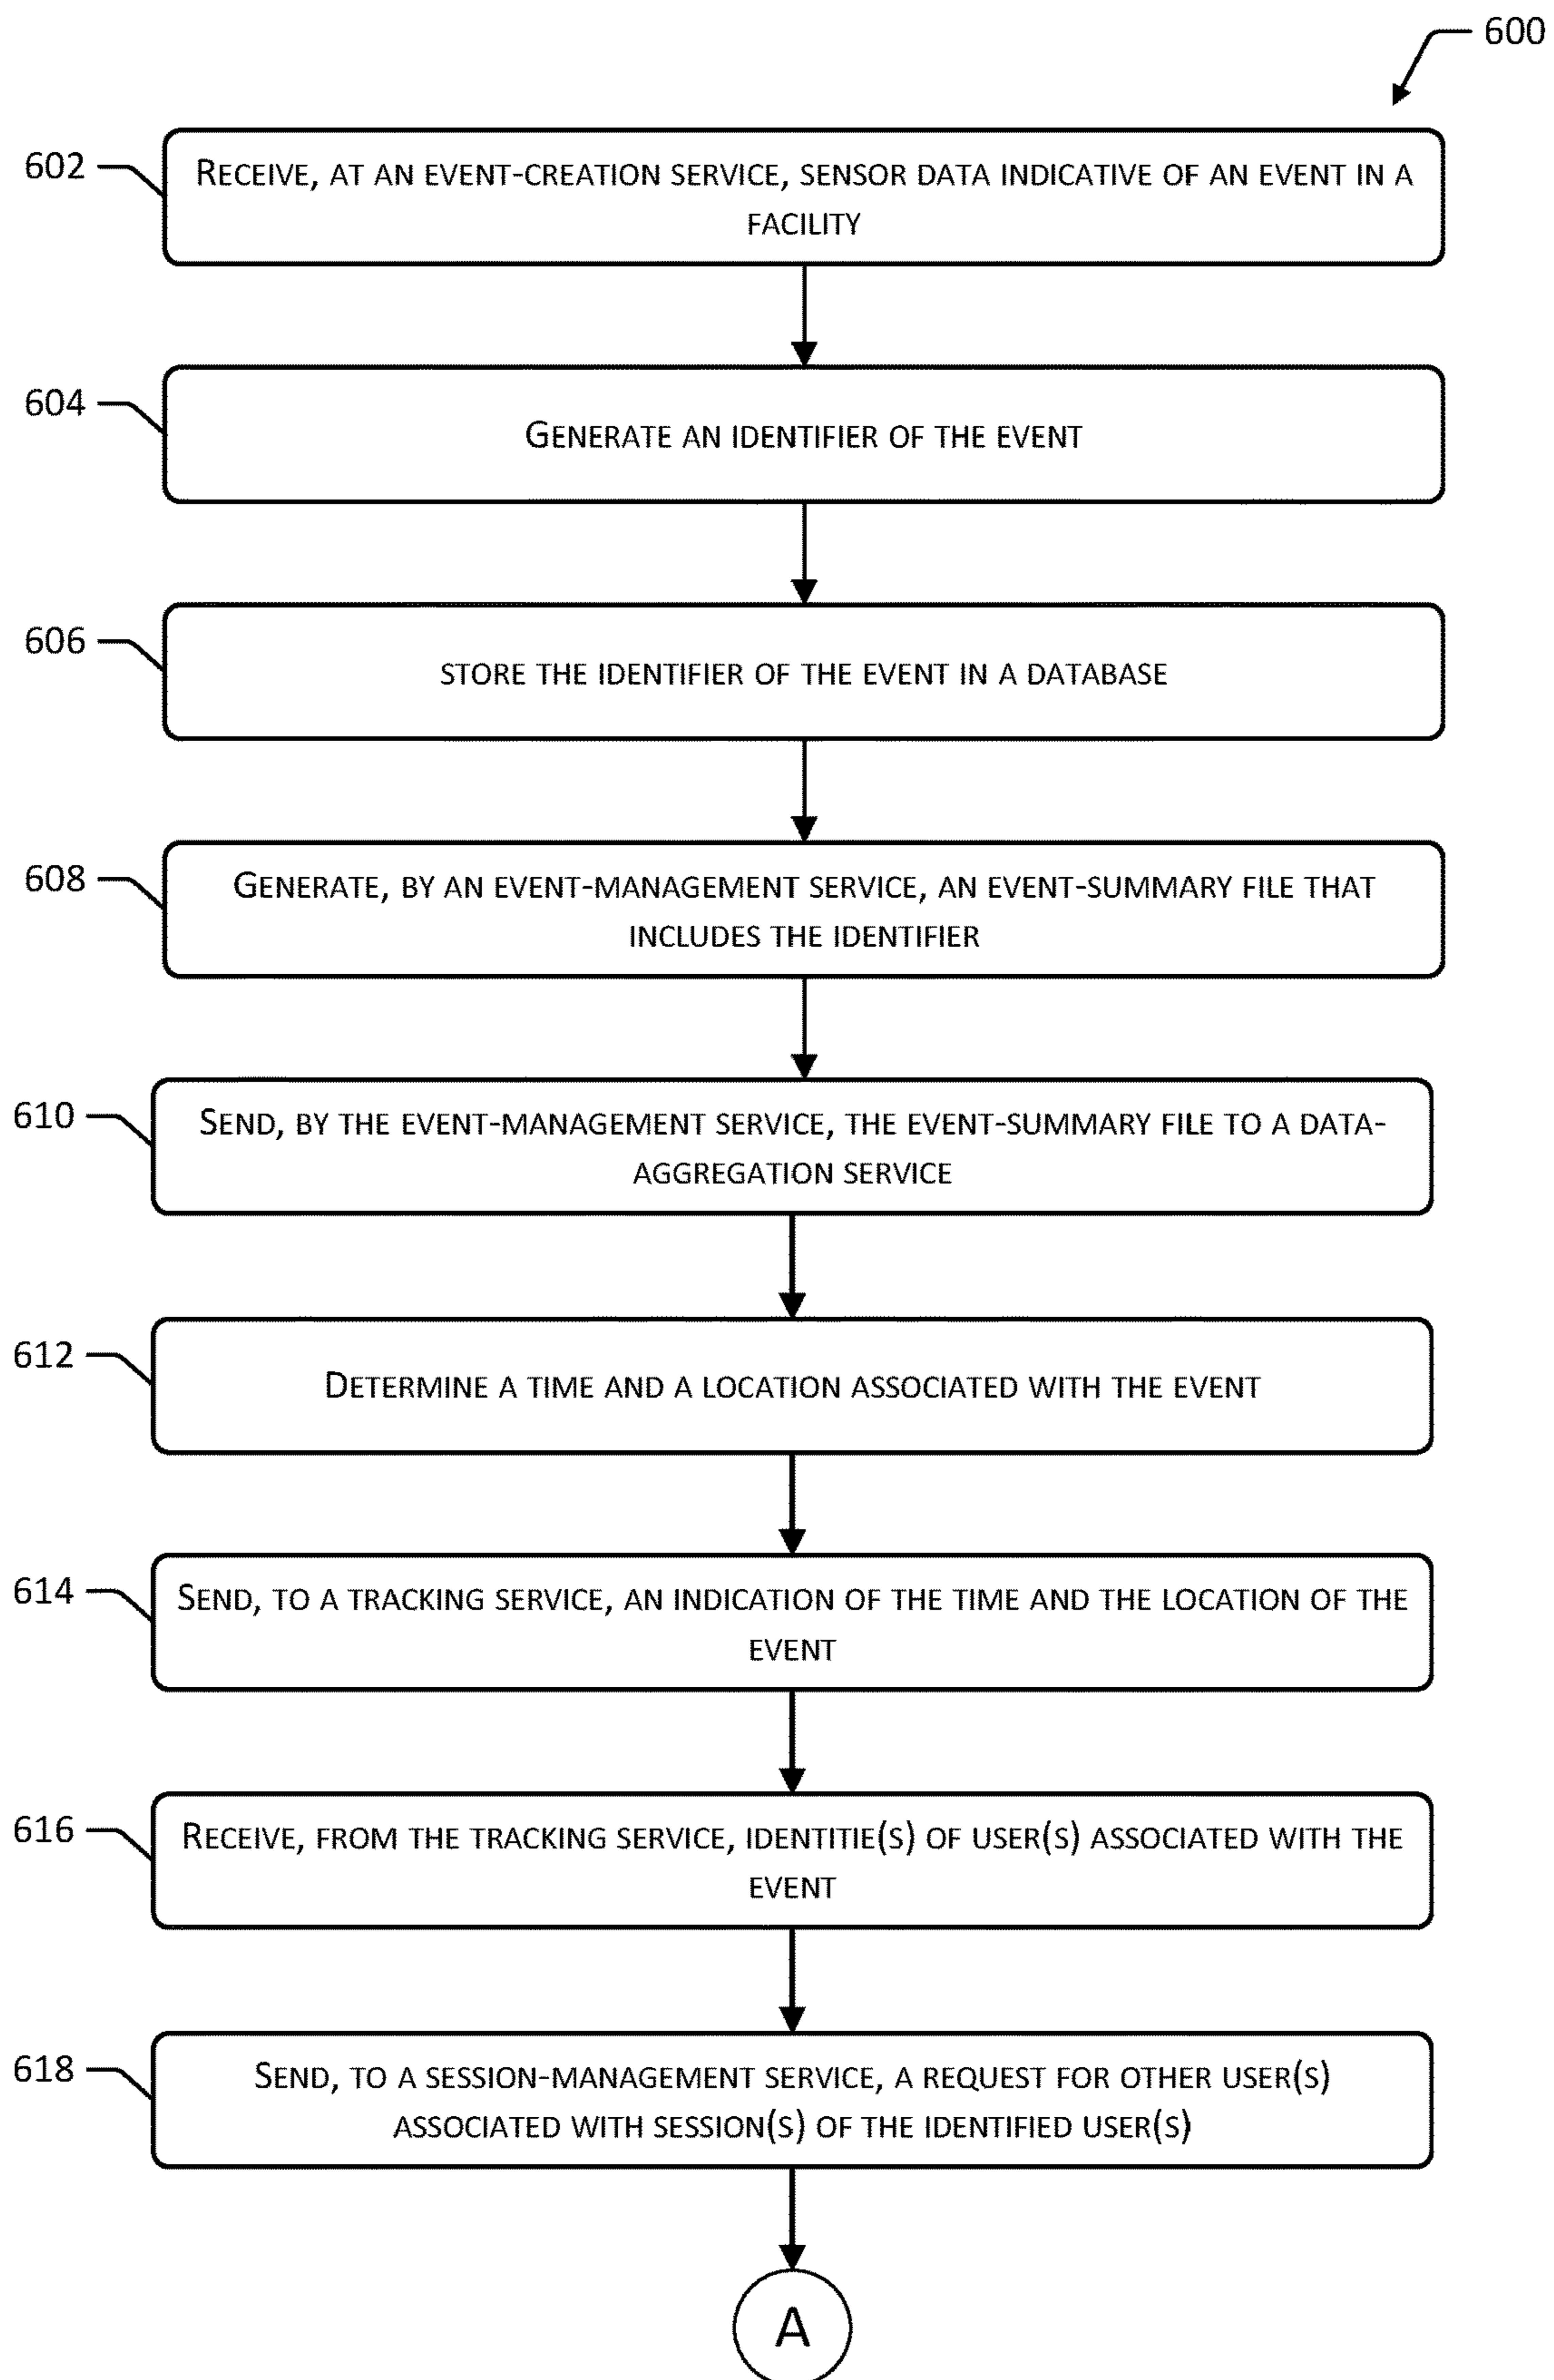 600
602
RECEIVE, AT AN EVENT-CREATION SERVICE, SENSOR DATA INDICATIVE OF AN EVENT IN A
FACILITY
604
GENERATE AN IDENTIFIER OF THE EVENT
606
STORE THE IDENTIFIER OF THE EVENT IN A DATABASE
608
GENERATE, BY AN EVENT-MANAGEMENT SERVICE, AN EVENT-SUMMARY FILE THAT
INCLUDES THE IDENTIFIER
610
SEND, BY THE EVENT-MANAGEMENT SERVICE, THE EVENT-SUMMARY FILE TO A DATA-
AGGREGATION SERVICE
612
DETERMINE A TIME AND A LOCATION ASSOCIATED WITH THE EVENT
614
SEND, TO A TRACKING SERVICE, AN INDICATION OF THE TIME AND THE LOCATION OF THE
EVENT
616
RECEIVE, FROM THE TRACKING SERVICE, IDENTITIE(S) OF USER(S) ASSOCIATED WITH THE
EVENT
618
SEND, TO A SESSION-MANAGEMENT SERVICE, A REQUEST FOR OTHER USER(S)
ASSOCIATED WITH SESSION(S) OF THE IDENTIFIED USER(S)
A